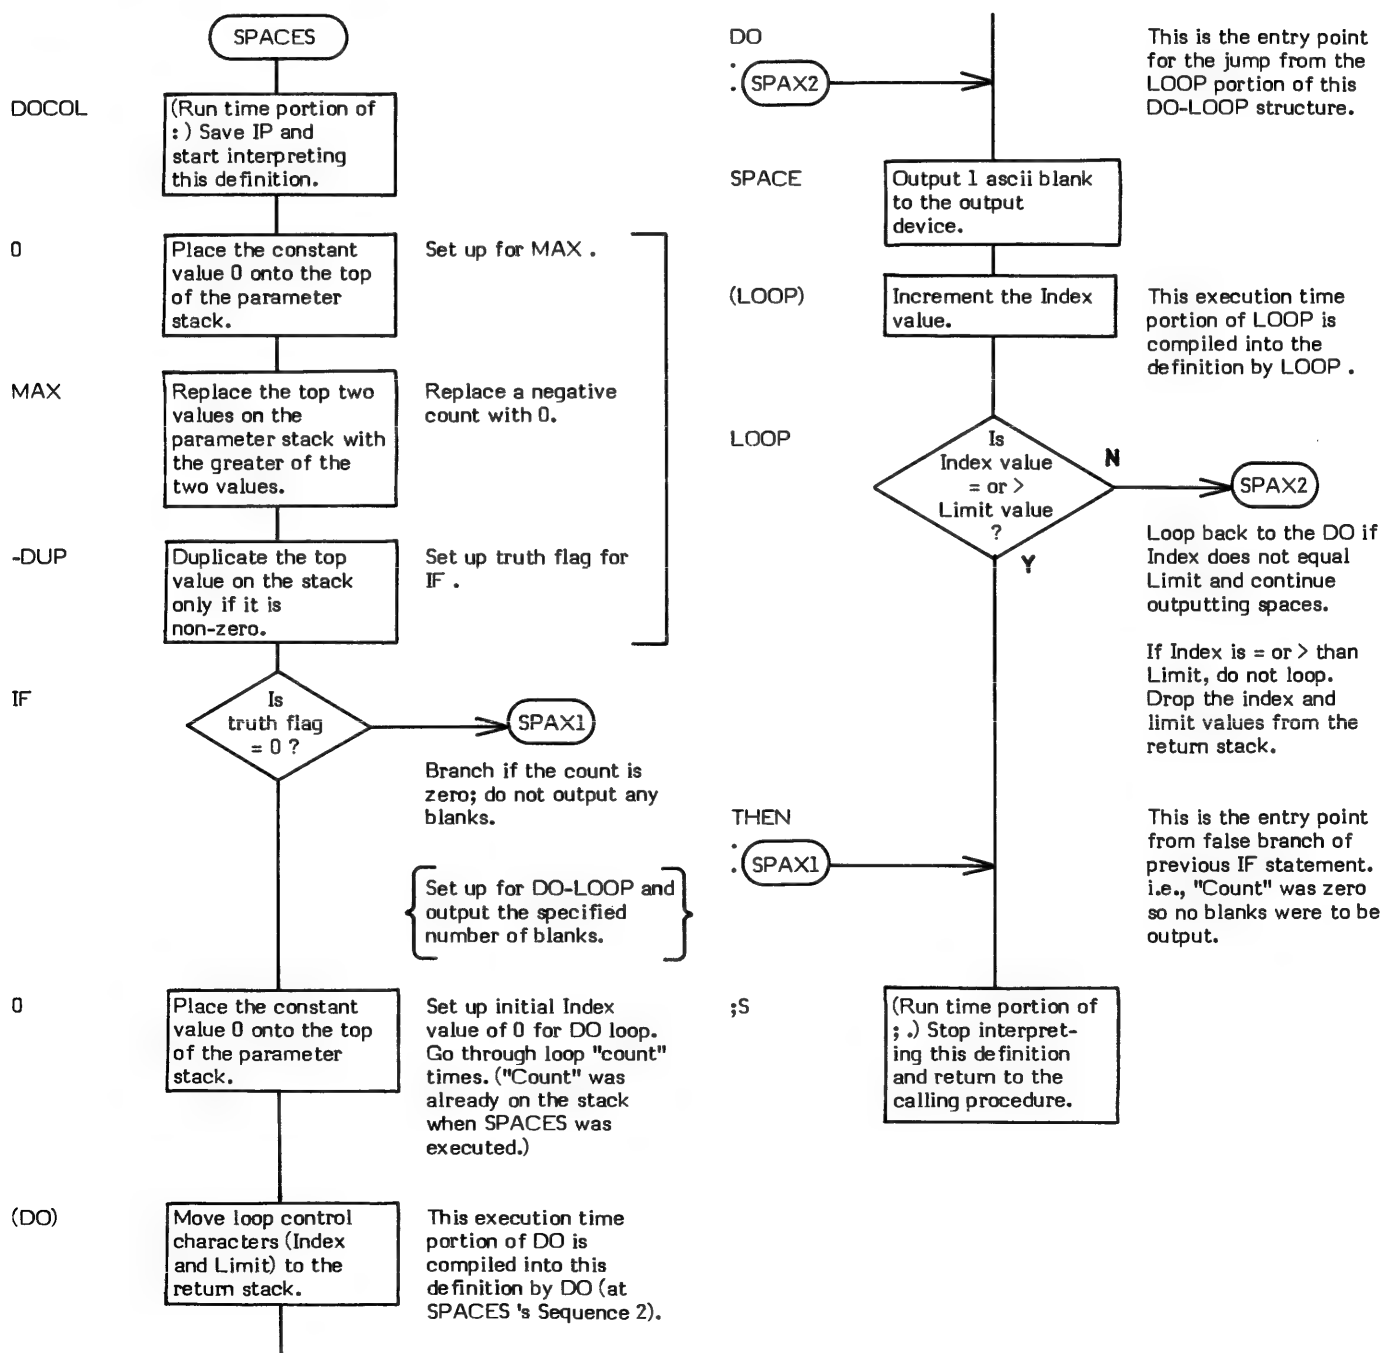 SPACES
DOCOL
(Run time portion of
: ) Save IP and
start interpreting
this definition.
0
Place the constant
value 0 onto the top
of the parameter
stack.
Set up for MAX .
MAX
Replace the top two
values on the
parameter stack with
the greater of the
two values.
Replace a negative
count with 0.
-DUP
Duplicate the top
value on the stack
only if it is
non-zero.
Set up truth flag for
IF .
IF
Is
truth flag
= 0 ?
SPAX1
Branch if the count is
zero; do not output any
blanks.
Set up for DO-LOOP and
output the specified
number of blanks.
0
Place the constant
value 0 onto the top
of the parameter
stack.
Set up initial Index
value of 0 for DO loop.
Go through loop "count"
times. ("Count" was
already on the stack
when SPACES was
executed.)
(DO)
Move loop control
characters (Index
and Limit) to the
return stack.
This execution time
portion of DO is
compiled into this
definition by DO (at
SPACES 's Sequence 2).
DO
:
. SPAX2
This is the entry point
for the jump from the
LOOP portion of this
DO-LOOP structure.
SPACE
Output 1 ascii blank
to the output
device.
(LOOP)
Increment the Index
value.
This execution time
portion of LOOP is
compiled into the
definition by LOOP .
LOOP
Is
Index value
= or >
Limit value
?
N
SPAX2
Y
Loop back to the DO if
Index does not equal
Limit and continue
outputting spaces.
If Index is = or > than
Limit, do not loop.
Drop the index and
limit values from the
return stack.
THEN
:
. SPAX1
This is the entry point
from false branch of
previous IF statement.
i.e., "Count" was zero
so no blanks were to be
output.
;S
(Run time portion of
; .) Stop interpret-
ing this definition
and return to the
calling procedure.